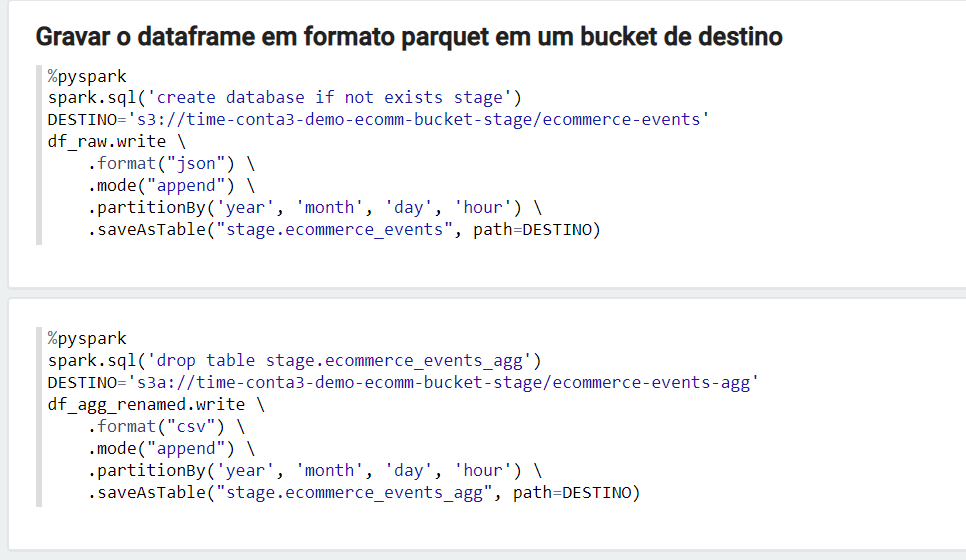 Gravar o dataframe em formato parquet em um bucket de destino
%pyspark
spark.sql('create database if not exists stage')
DESTINO='s3://time-conta3-demo-ecomm-bucket-stage/ecommerce-events'
df_raw.write \
    .format("json") \
    .mode("append") \
    .partitionBy('year', 'month', 'day', 'hour') \
    .saveAsTable("stage.ecommerce_events", path=DESTINO)
%pyspark
spark.sql('drop table stage.ecommerce_events_agg')
DESTINO='s3a://time-conta3-demo-ecomm-bucket-stage/ecommerce-events-agg'
df_agg_renamed.write \
    .format("csv") \
    .mode("append") \
    .partitionBy('year', 'month', 'day', 'hour') \
    .saveAsTable("stage.ecommerce_events_agg", path=DESTINO)